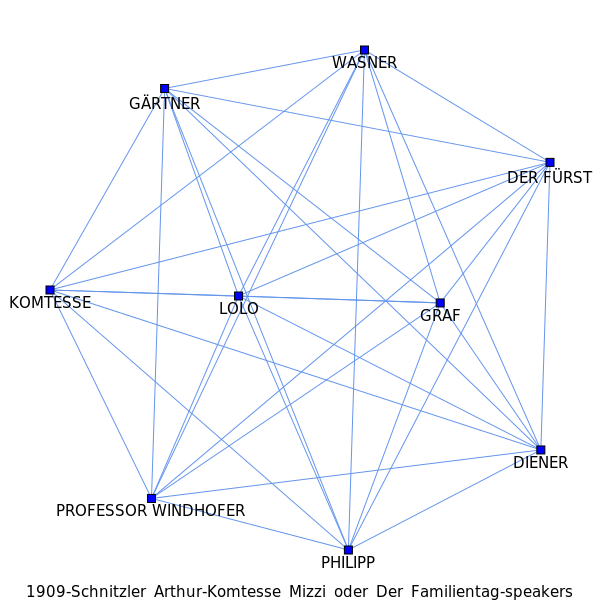 WASNER
GÄRTNER
DER FÜRST
KOMTESSE
LOLO
GRAF
DIENER
PROFESSOR WINDHOFER
PHILIPP
1909-Schnitzler Arthur-Komtesse Mizzi oder Der Familientag-speakers